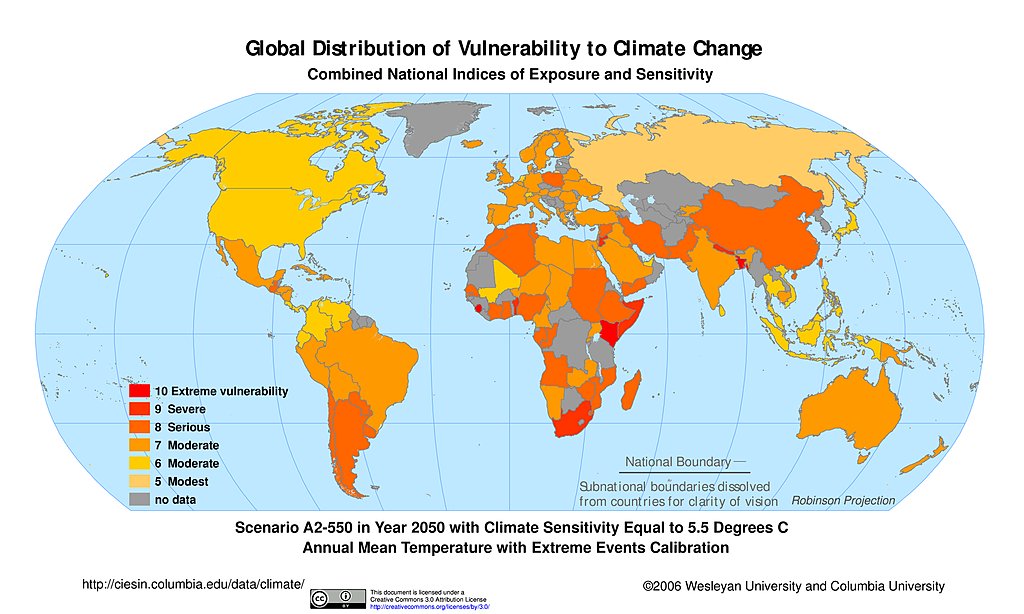 Global Distribution of Vulnerability to Climate Change
Combined National Indices of Exposure and Sensitivity
10 Extreme vulnerability
9 Severe
8 Serious
7 Moderate
6 Moderate
5 Modest
no data
National Boundary
Subnational boundaries dissolved
from countries for clarity of vision
Robinson Projection
Scenario A2-550 in Year 2050 with Climate Sensitivity Equal to 5.5 Degrees C
Annual Mean Temperature with Extreme Events Calibration
http://ciesin.columbia.edu/data/climate/
cc
BY
This document is licensed under a
Creative Commons 3.0 Attribution License
http://creativecommons.org/licenses/by/3.0/
©2006 Wesleyan University and Columbia University